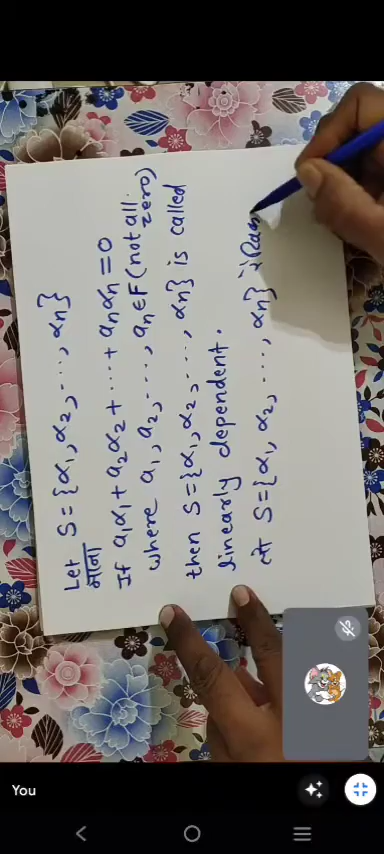 Let S = {α₁, α₂, ..., αₙ}
माना
If a₁α₁ + a₂α₂ + ... + aₙαₙ = 0
where a₁, a₂, ..., aₙ ∈ F (not all zero)
then S = {α₁, α₂, ..., αₙ} is called
linearly dependent.
तो S = {α₁, α₂, ..., αₙ}
You